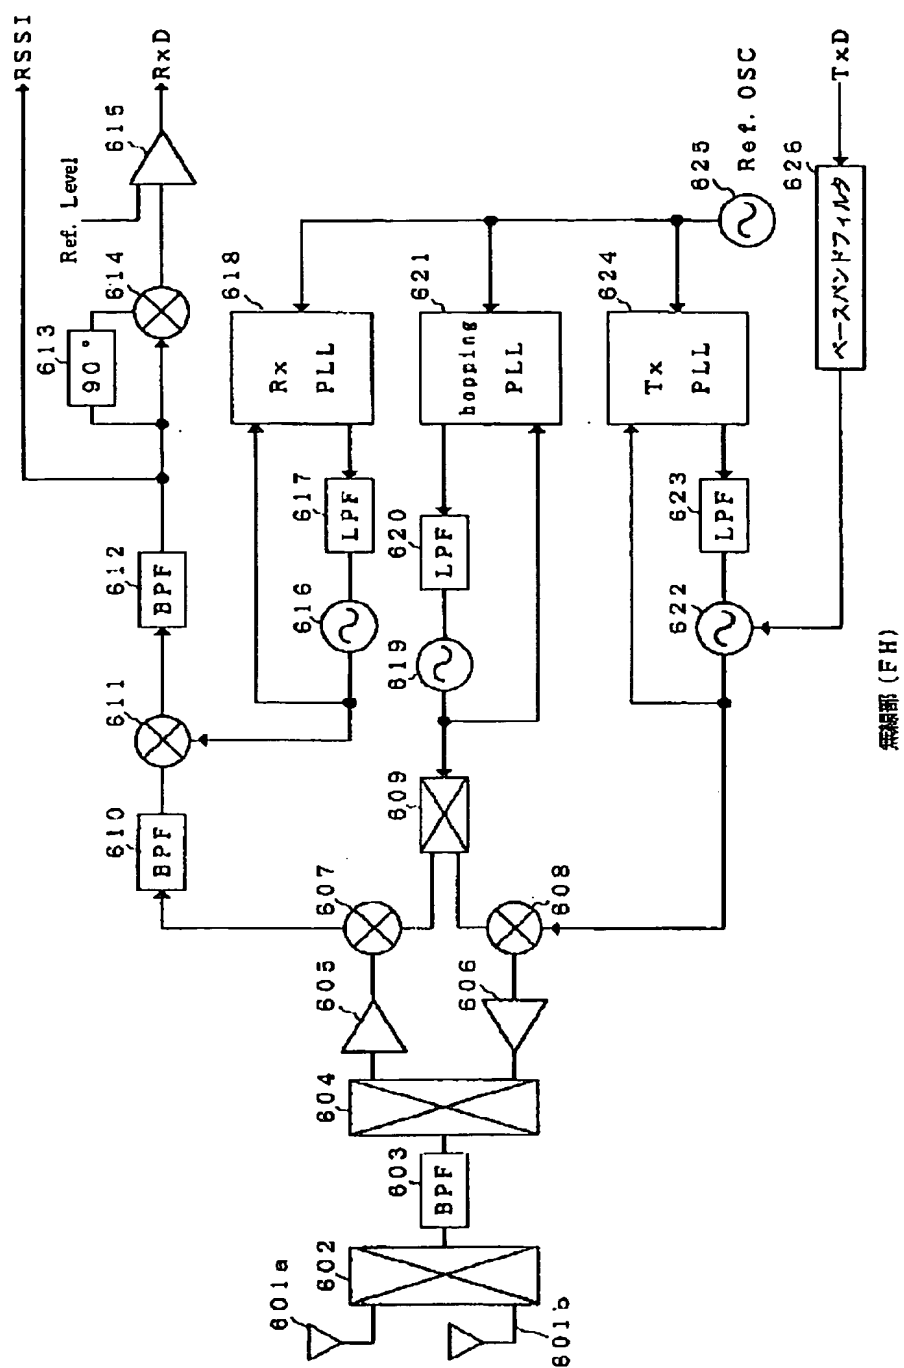 RSSI
RxD
Ref. Level
615
614
613
90°
612
BPF
611
610
BPF
618
Rx
PLL
617
LPF
616
621
hopping
PLL
620
LPF
619
609
624
Tx
PLL
623
LPF
622
625
Ref. OSC
TxD
626
ベースバンドフィルタ
607
608
605
606
604
603
BPF
602
601a
601b
無線部(FH)